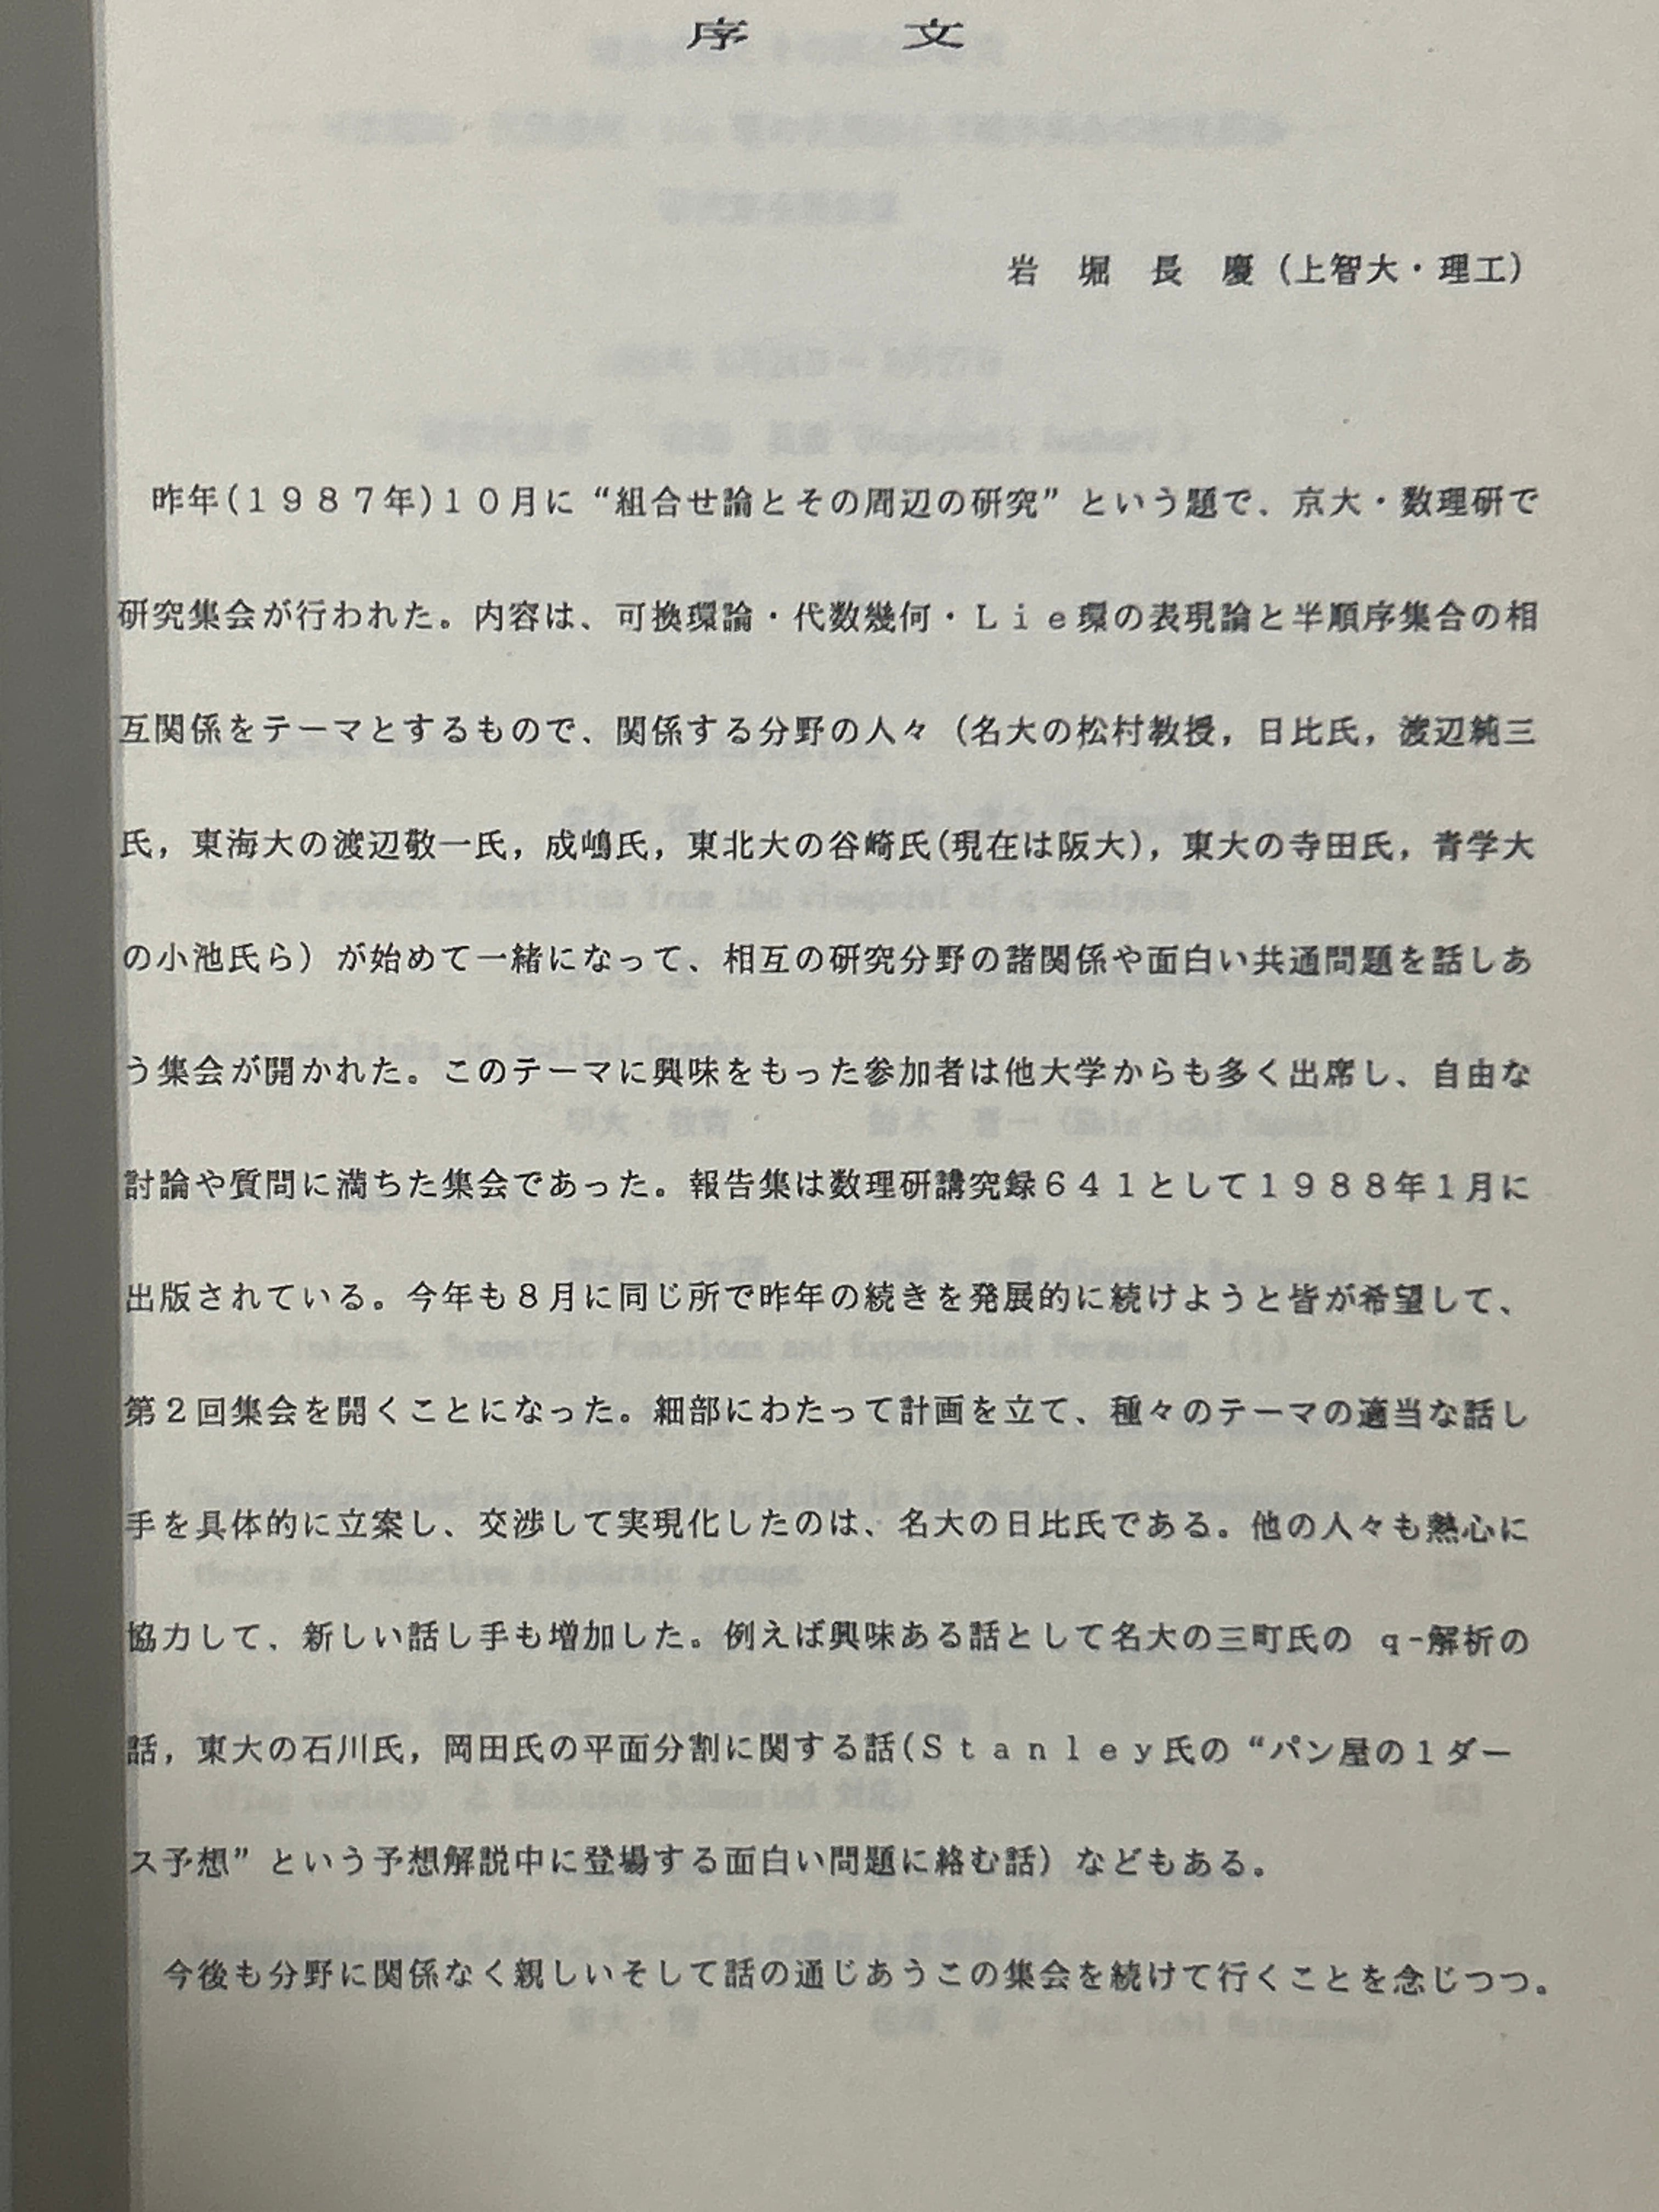 序　文
岩　堀　長　慶（上智大・理工）
昨年(１９８７年)１０月に“組合せ論とその周辺の研究”という題で、京大・数理研で
研究集会が行われた。内容は、可換環論・代数幾何・Ｌｉｅ環の表現論と半順序集合の相
互関係をテーマとするもので、関係する分野の人々（名大の松村教授，日比氏，渡辺純三
氏，東海大の渡辺敬一氏，成嶋氏，東北大の谷崎氏(現在は阪大)，東大の寺田氏，青学大
の小池氏ら）が始めて一緒になって、相互の研究分野の諸関係や面白い共通問題を話しあ
う集会が開かれた。このテーマに興味をもった参加者は他大学からも多く出席し、自由な
討論や質問に満ちた集会であった。報告集は数理研講究録６４１として１９８８年１月に
出版されている。今年も８月に同じ所で昨年の続きを発展的に続けようと皆が希望して、
第２回集会を開くことになった。細部にわたって計画を立て、種々のテーマの適当な話し
手を具体的に立案し、交渉して実現化したのは、名大の日比氏である。他の人々も熱心に
協力して、新しい話し手も増加した。例えば興味ある話として名大の三町氏の ｑ-解析の
話，東大の石川氏，岡田氏の平面分割に関する話(Ｓｔａｎｌｅｙ氏の“パン屋の１ダー
ス予想”という予想解説中に登場する面白い問題に絡む話）などもある。
今後も分野に関係なく親しいそして話の通じあうこの集会を続けて行くことを念じつつ。